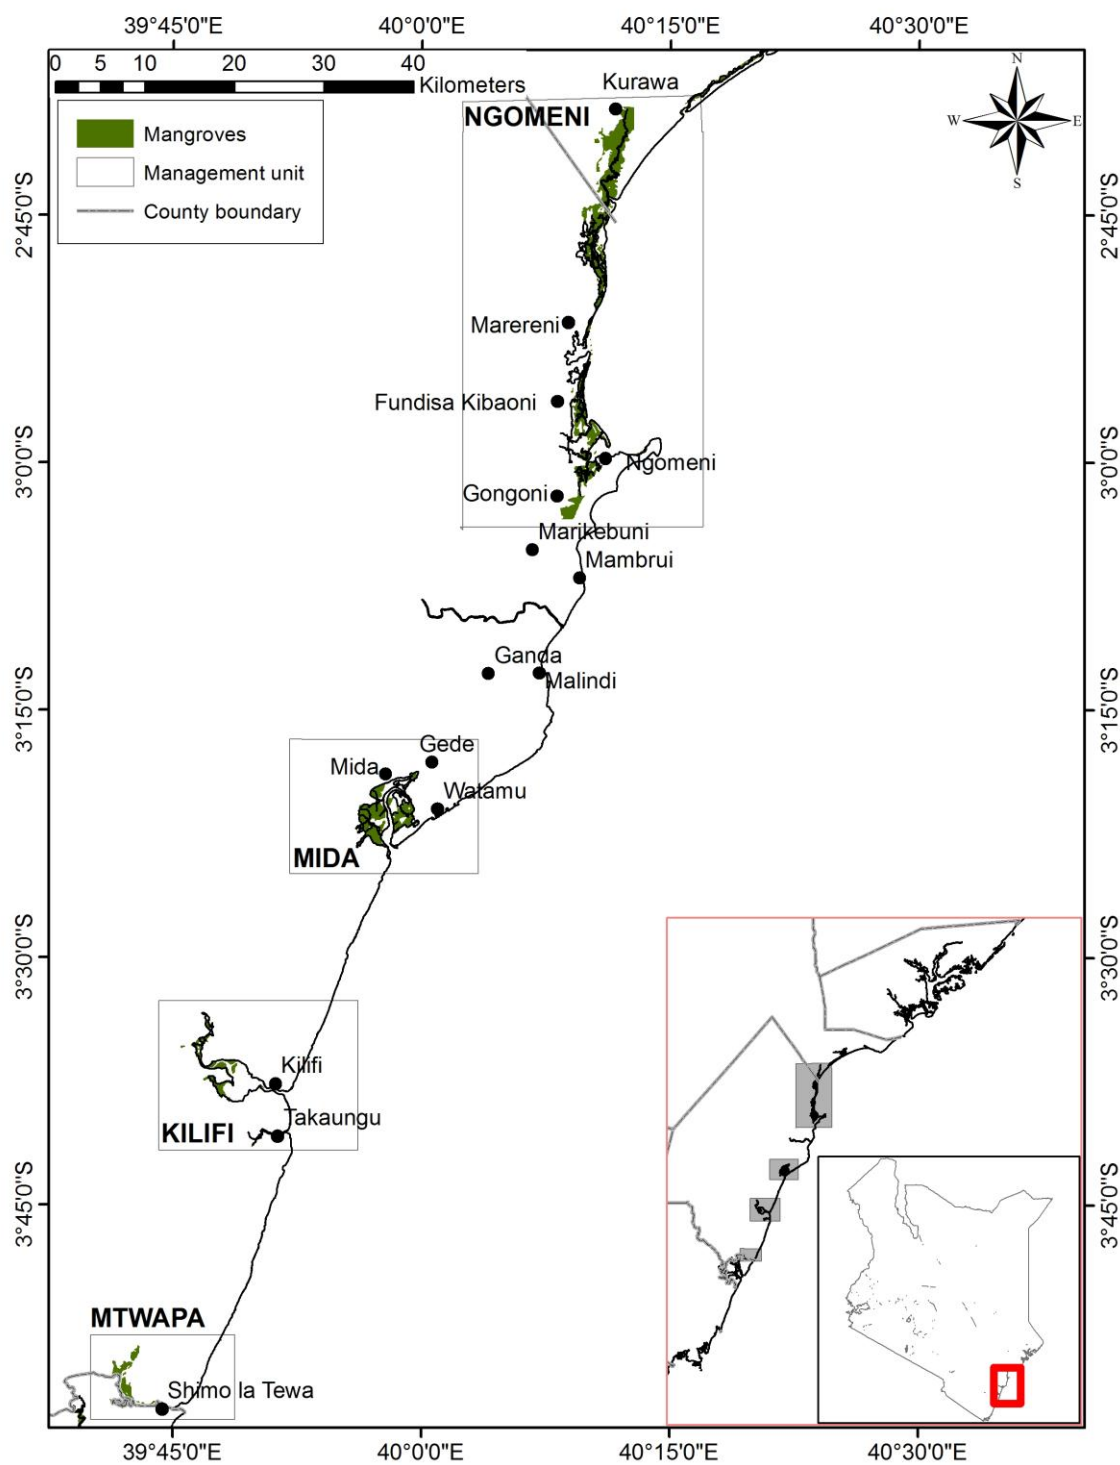 39°45'0"E 40°0'0"E 40°15'0"E 40°30'0"E
0 5 10 20 30 40
Kilometers
Mangroves
Management unit
County boundary
N
W E
S
2°45'0"S 2°45'0"S
NGOMENI
Kurawa
Marereni
Fundisa Kibaoni
Ngomeni
3°0'0"S 3°0'0"S
Gongoni
Marikebuni
Mambrui
Ganda
Malindi
3°15'0"S 3°15'0"S
Gede
Mida
Watamu
MIDA
3°30'0"S 3°30'0"S
Kilifi
Takaungu
KILIFI
3°45'0"S 3°45'0"S
MTWAPA
Shimo la Tewa
39°45'0"E 40°0'0"E 40°15'0"E 40°30'0"E